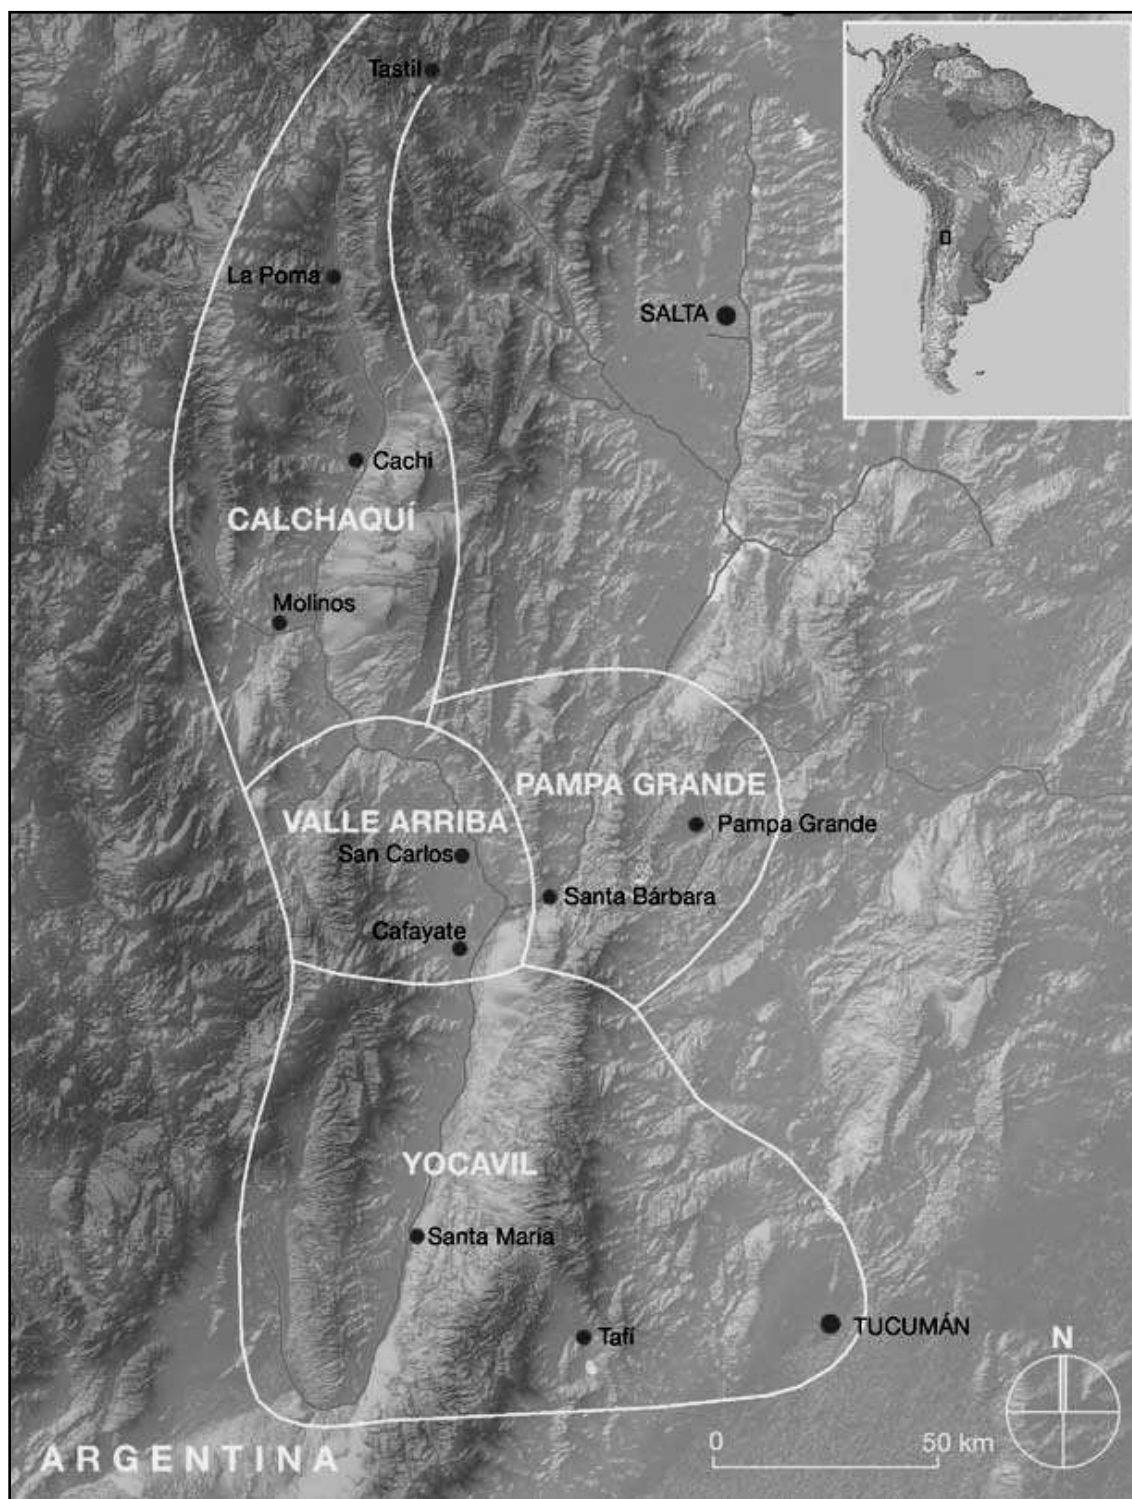 Tastil
La Poma
SALTA
Cachi
CALCHAQUÍ
Molinos
PAMPA GRANDE
VALLE ARRIBA
Pampa Grande
San Carlos
Santa Bárbara
Cafayate
YOCAVIL
Santa Maria
Tafí
TUCUMÁN
N
0 50 km
ARGENTINA